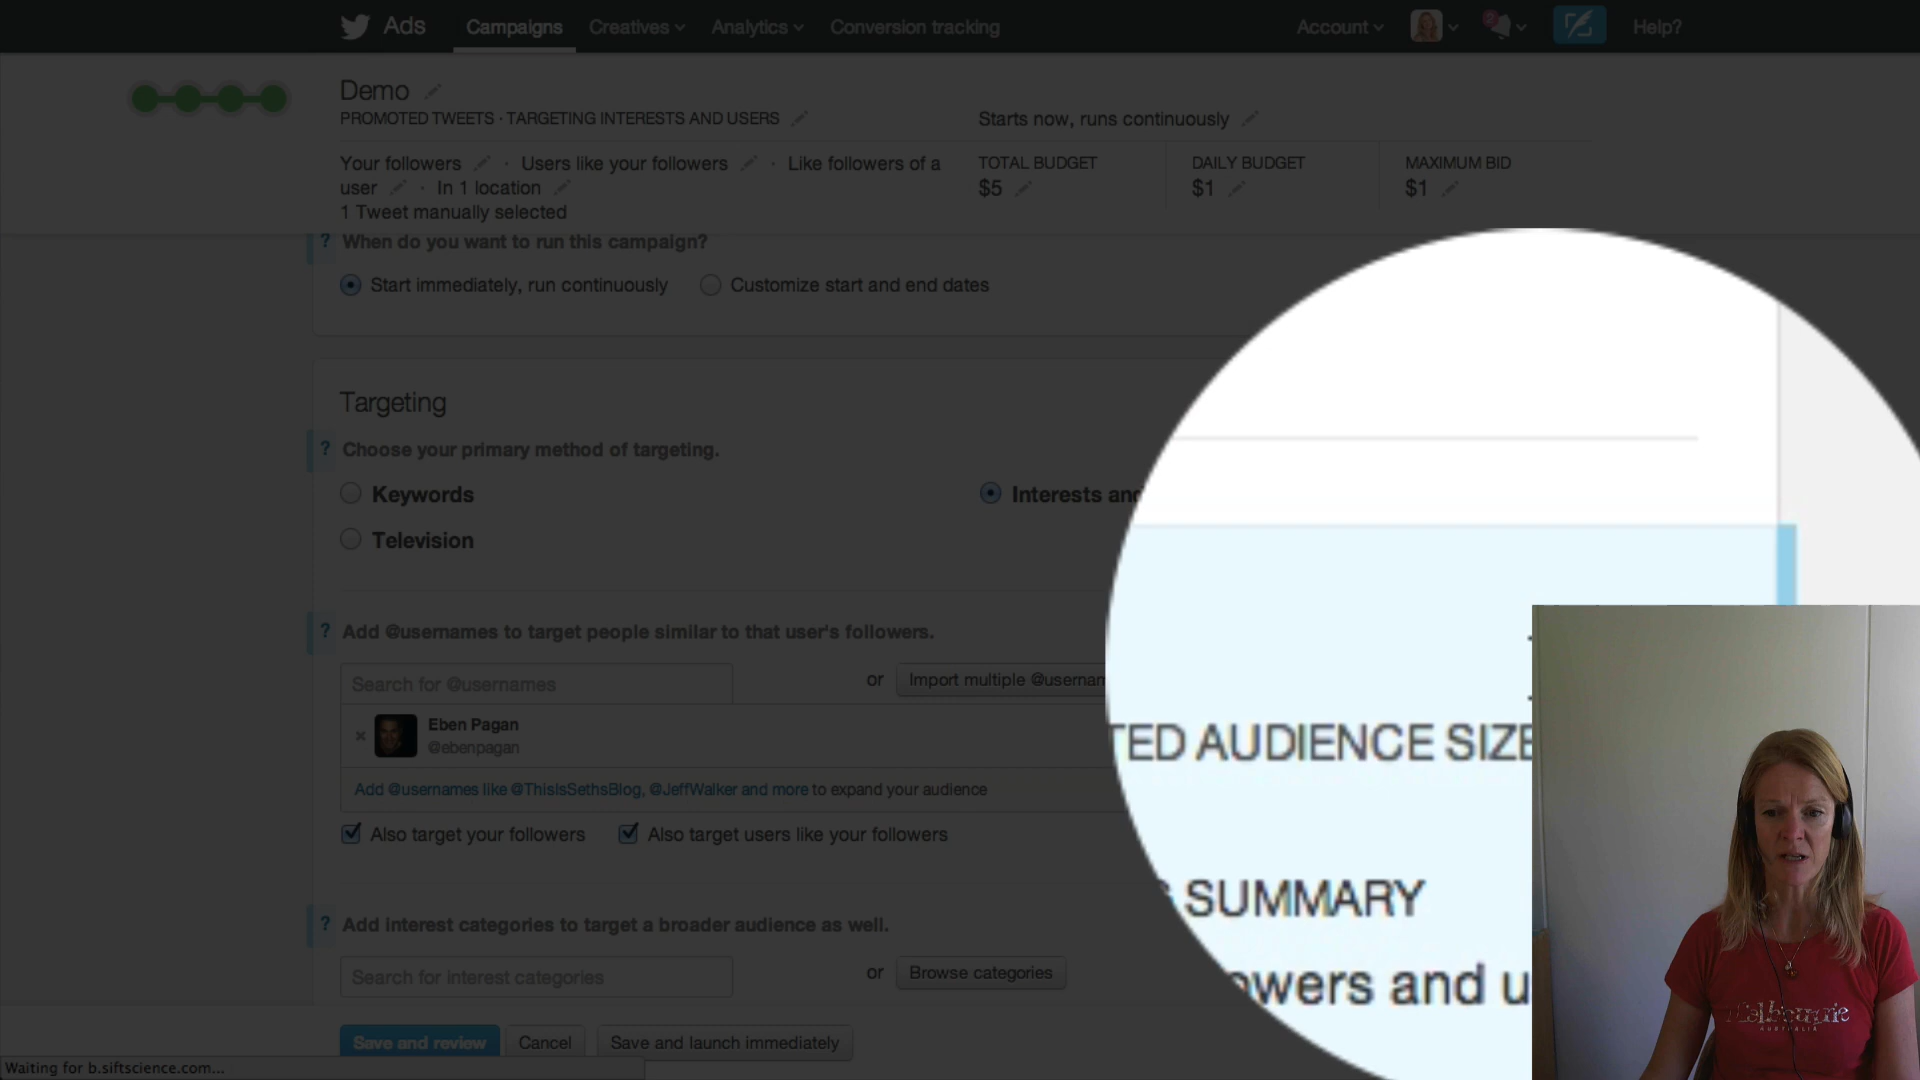 Ads Campaigns Creatives Analytics Conversion tracking Account 2 Help?
Demo
PROMOTED TWEETS · TARGETING INTERESTS AND USERS
Starts now, runs continuously
Your followers · Users like your followers · Like followers of a
user · In 1 location
1 Tweet manually selected
TOTAL BUDGET DAILY BUDGET MAXIMUM BID
$5 $1 $1
? When do you want to run this campaign?
Start immediately, run continuously Customize start and end dates
Targeting
? Choose your primary method of targeting.
Keywords Interests and
Television
? Add @usernames to target people similar to that user's followers.
Search for @usernames or Import multiple @usernam
Eben Pagan
@ebenpagan
Add @usernames like @ThisIsSethsBlog, @JeffWalker and more to expand your audience
Also target your followers Also target users like your followers
? Add interest categories to target a broader audience as well.
Search for interest categories or Browse categories
Save and review Cancel Save and launch immediately
Waiting for b.siftscience.com...
TED AUDIENCE SIZE
SUMMARY
owers and u
AUSTRALIA